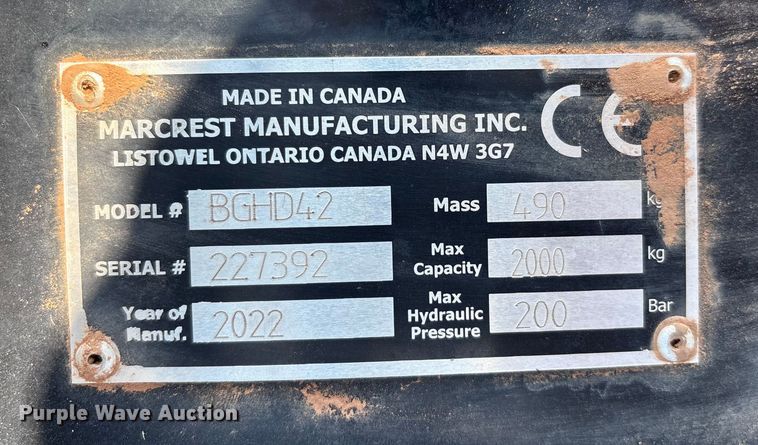 MADE IN CANADA
MARCREST MANUFACTURING INC.
LISTOWEL ONTARIO CANADA N4W 3G7
CE
MODEL # BGHD42 Mass 490 kg
SERIAL # 227392 Max Capacity 2000 kg
Year of Manuf. 2022 Max Hydraulic Pressure 200 Bar
Purple Wave Auction